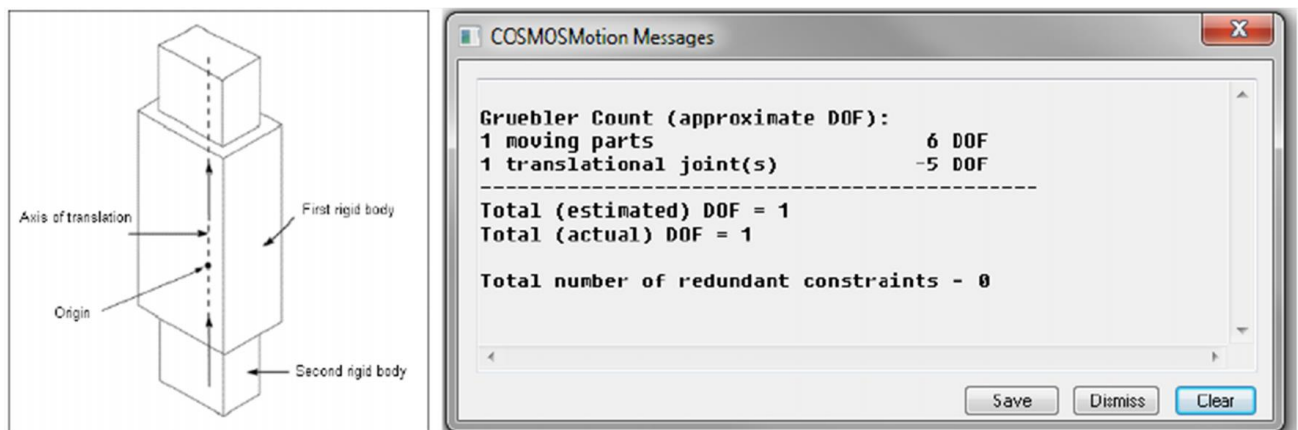 Axis of translation
First rigid body
Origin
Second rigid body
COSMOSMotion Messages
X
Gruebler Count (approximate DOF):
1 moving parts 6 DOF
1 translational joint(s) -5 DOF
---------------------------------------------
Total (estimated) DOF = 1
Total (actual) DOF = 1
Total number of redundant constraints - 0
Save Dismiss Clear